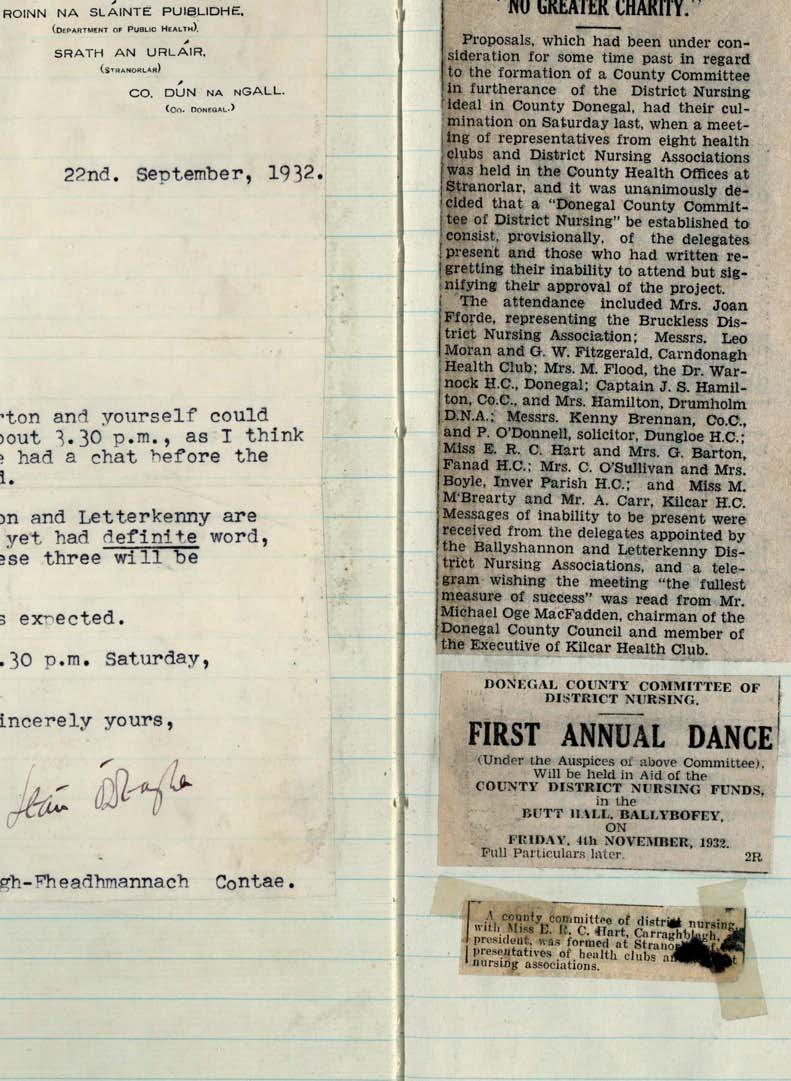 ROINN NA SLÁINTE PUIBLIDHE,
(DEPARTMENT OF PUBLIC HEALTH),
SRATH AN URLÁIR,
(STRANORLAR)
CO. DÚN NA NGALL.
(CO. DONEGAL.)
22nd. September, 1932.
rton and yourself could
bout 3.30 p.m., as I think
e had a chat before the
d.
on and Letterkenny are
yet had definite word,
ese three will be
s expected.
.30 p.m. Saturday,
incerely yours,
gh-Fheadhmannach Contae.
"NO GREATER CHARITY."
Proposals, which had been under con-
sideration for some time past in regard
to the formation of a County Committee
in furtherance of the District Nursing
ideal in County Donegal, had their cul-
mination on Saturday last, when a meet-
ing of representatives from eight health
clubs and District Nursing Associations
was held in the County Health Offices at
Stranorlar, and it was unanimously de-
cided that a "Donegal County Commit-
tee of District Nursing" be established to
consist, provisionally, of the delegates
present and those who had written re-
gretting their inability to attend but sig-
nifying their approval of the project.
The attendance included Mrs. Joan
Fforde, representing the Bruckless Dis-
trict Nursing Association; Messrs. Leo
Moran and G. W. Fitzgerald, Carndonagh
Health Club; Mrs. M. Flood, the Dr. War-
nock H.C., Donegal; Captain J. S. Hamil-
ton, Co.C., and Mrs. Hamilton, Drumholm
D.N.A.; Messrs. Kenny Brennan, Co.C.,
and P. O'Donnell, solicitor, Dungloe H.C.;
Miss E. R. C. Hart and Mrs. G. Barton,
Fanad H.C.; Mrs. C. O'Sullivan and Mrs.
Boyle, Inver Parish H.C.; and Miss M.
M'Brearty and Mr. A. Carr, Kilcar H.C.
Messages of inability to be present were
received from the delegates appointed by
the Ballyshannon and Letterkenny Dis-
trict Nursing Associations, and a tele-
gram wishing the meeting "the fullest
measure of success" was read from Mr.
Michael Oge MacFadden, chairman of the
Donegal County Council and member of
the Executive of Kilcar Health Club.
DONEGAL COUNTY COMMITTEE OF
DISTRICT NURSING.
FIRST ANNUAL DANCE
(Under the Auspices of above Committee),
Will be held in Aid of the
COUNTY DISTRICT NURSING FUNDS,
in the
BUTT HALL, BALLYBOFEY,
ON
FRIDAY, 4th NOVEMBER, 1932.
Full Particulars later. 2R
A county committee of district nursing,
with Miss E. R. C. Hart, Carraghblagh,
president, was formed at
presentatives of health clubs
nursing associations.